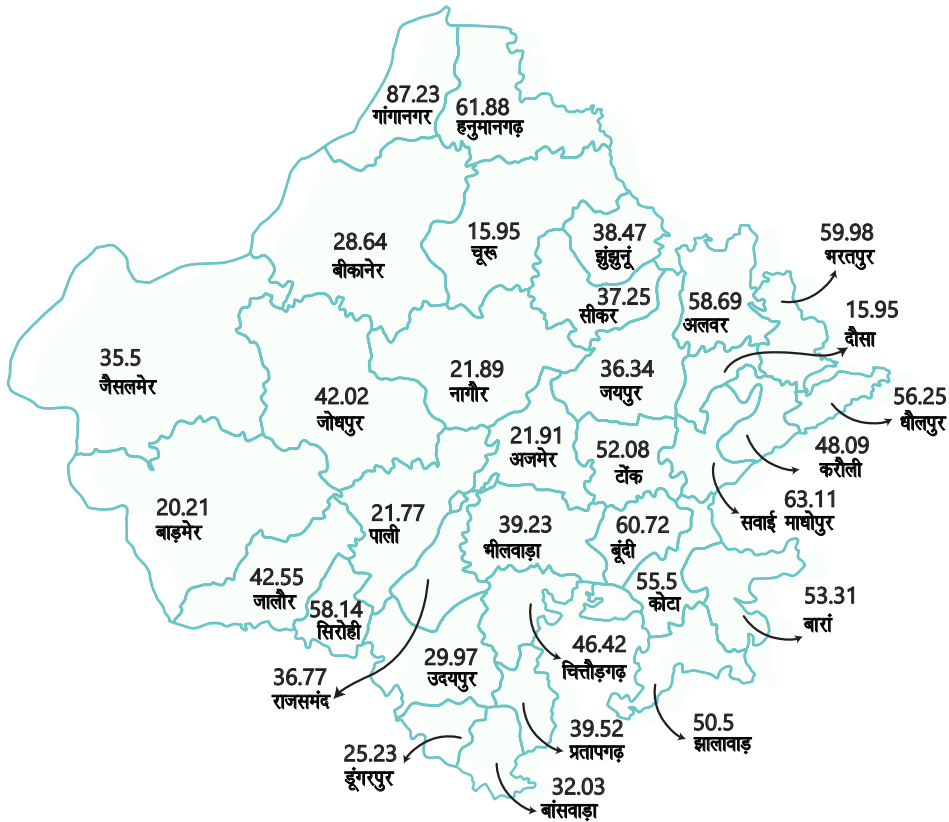 87.23
गांगानगर
61.88
हनुमानगढ़
28.64
बीकानेर
15.95
चूरू
38.47
झुंझुनूं
59.98
भरतपुर
37.25
सीकर
58.69
अलवर
15.95
दौसा
35.5
जैसलमेर
42.02
जोधपुर
21.89
नागौर
36.34
जयपुर
56.25
धौलपुर
21.91
अजमेर
52.08
टोंक
48.09
करौली
20.21
बाड़मेर
21.77
पाली
39.23
भीलवाड़ा
60.72
बूंदी
सवाई 63.11
माधोपुर
42.55
जालौर
58.14
सिरोही
55.5
कोटा
53.31
बारां
36.77
राजसमंद
29.97
उदयपुर
46.42
चित्तौड़गढ़
25.23
डूंगरपुर
39.52
प्रतापगढ़
50.5
झालावाड़
32.03
बांसवाड़ा